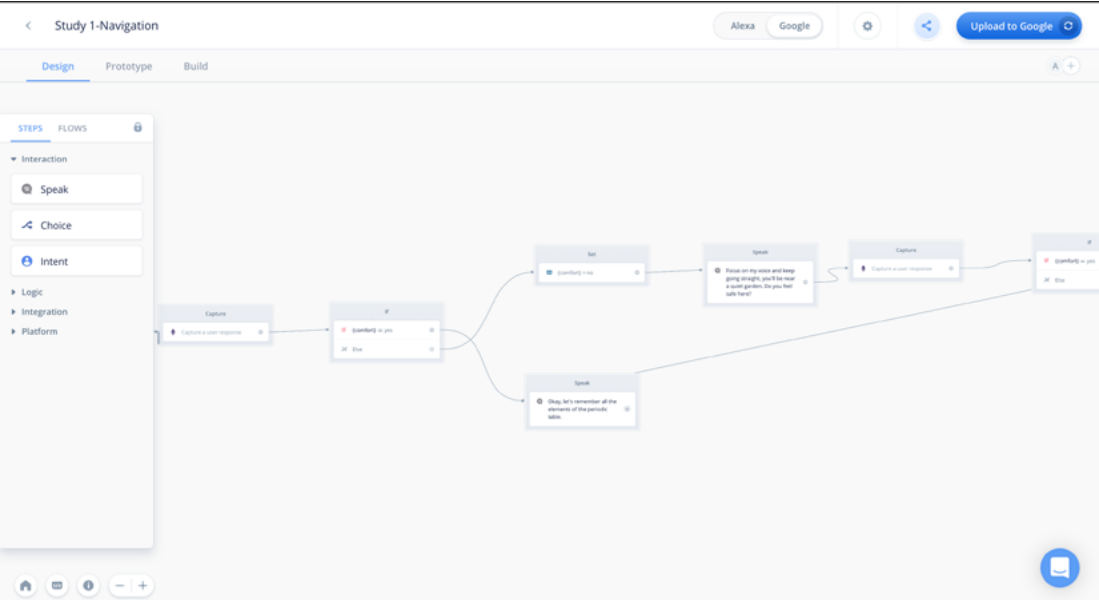 Study 1-Navigation
Alexa
Google
Upload to Google
Design
Prototype
Build
A
STEPS
FLOWS
Interaction
Speak
Choice
Intent
Logic
Integration
Platform
Capture
Capture a user response
If
{comfort} is yes
Else
Set
{comfort} =
Speak
Focus on my voice and keep
going straight, you'll be near
a quiet garden. Do you feel
safe here?
Capture
Capture a user response
If
{comfort} is yes
Else
Speak
Okay, let's remember all the
elements of the periodic
table.